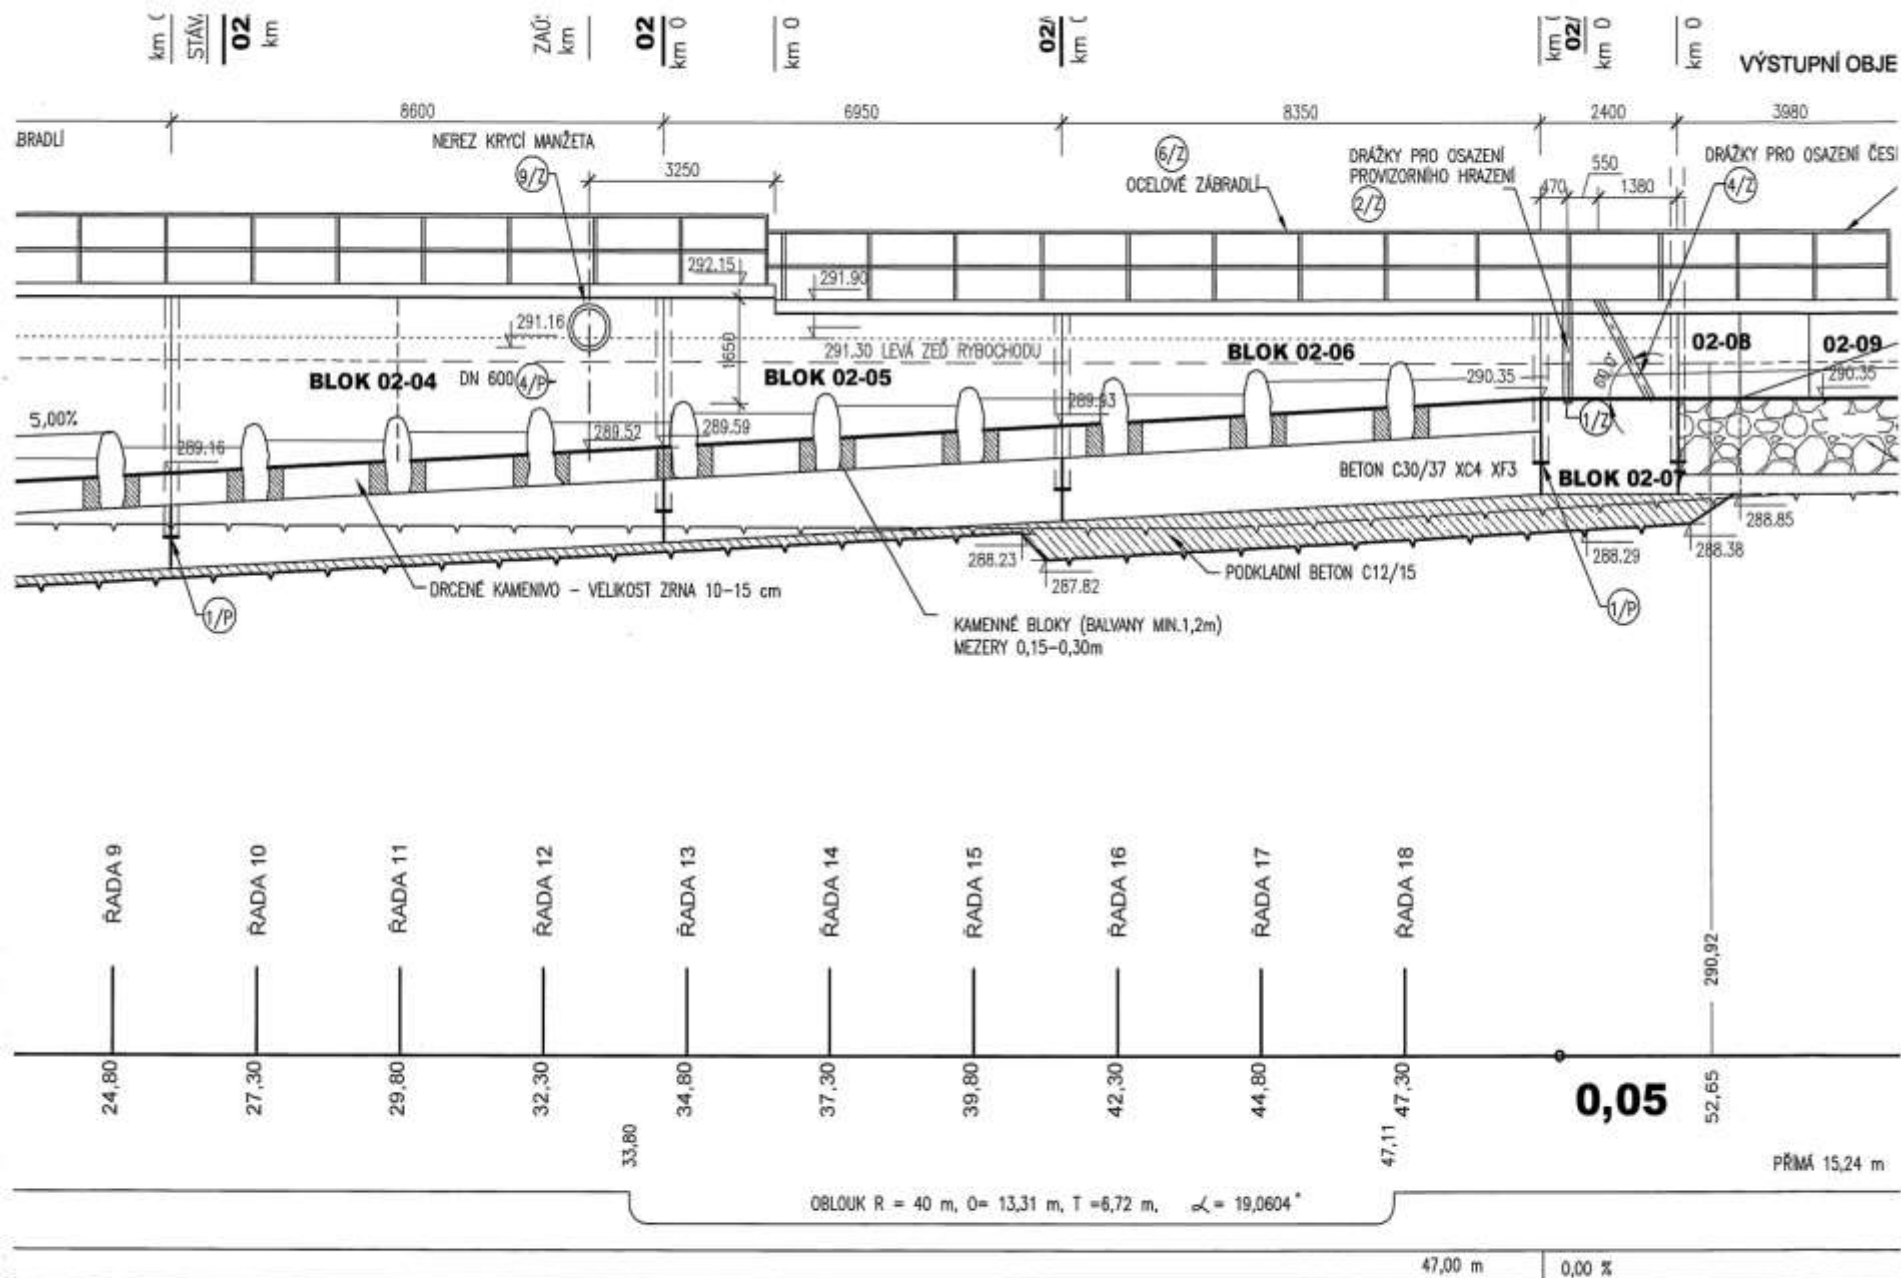 km
STÁV
02
km
ZAÚ
km
02
km 0
km 0
02/
km
km
02/
km 0
km 0
VÝSTUPNÍ OBJE
8600
6950
8350
2400
3980
BRADLÍ
NEREZ KRYCÍ MANŽETA
9/Z
3250
6/Z
OCELOVÉ ZÁBRADLÍ
DRÁŽKY PRO OSAZENÍ
PROVIZORNÍHO HRAZENÍ
2/Z
550
470
1380
DRÁŽKY PRO OSAZENÍ ČESL
4/Z
292.15
291.90
291.16
1650
291.30 LEVÁ ZEĎ RYBOCHODU
BLOK 02-04
DN 600
4/P
BLOK 02-05
BLOK 02-06
02-08
02-09
290.35
60,0°
290.35
5,00%
289.16
289.52
289.59
289.93
1/Z
BETON C30/37 XC4 XF3
BLOK 02-07
288.85
288.23
287.82
288.29
288.38
DRCENÉ KAMENIVO – VELIKOST ZRNA 10–15 cm
PODKLADNÍ BETON C12/15
1/P
1/P
KAMENNÉ BLOKY (BALVANY MIN.1,2m)
MEZERY 0,15–0,30m
ŘADA 9
ŘADA 10
ŘADA 11
ŘADA 12
ŘADA 13
ŘADA 14
ŘADA 15
ŘADA 16
ŘADA 17
ŘADA 18
290,92
24,80
27,30
29,80
32,30
34,80
37,30
39,80
42,30
44,80
47,30
0,05
52,65
33,80
47,11
PŘÍMÁ 15,24 m
OBLOUK R = 40 m, O= 13,31 m, T =6,72 m, α = 19,0604°
47,00 m
0,00 %